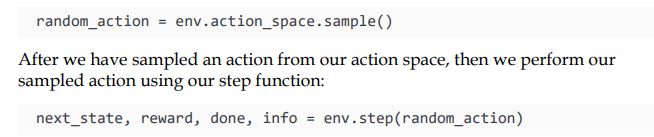 random_action = env.action_space.sample()
After we have sampled an action from our action space, then we perform our
sampled action using our step function:
next_state, reward, done, info = env.step(random_action)